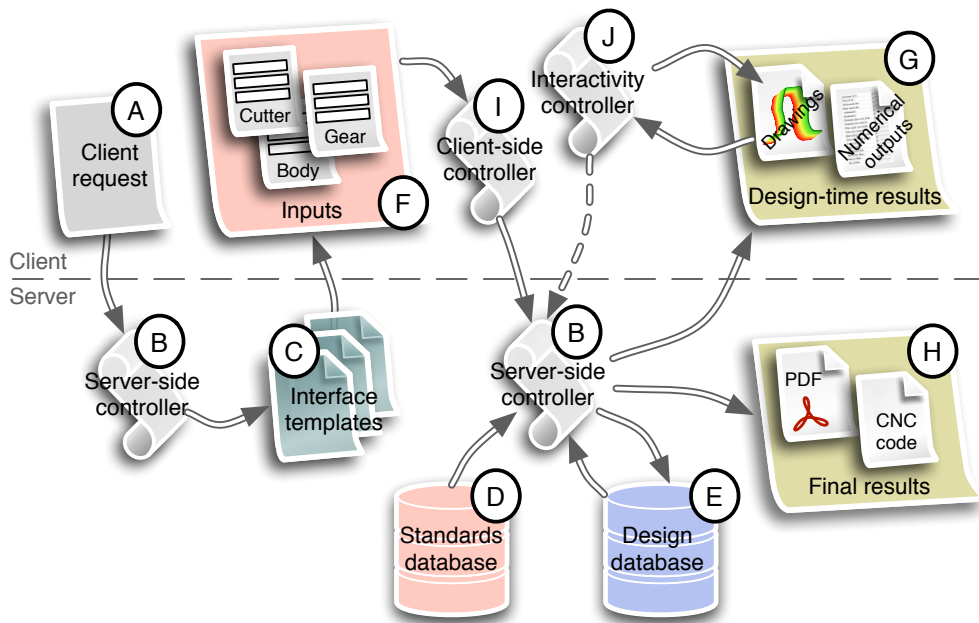 A
Client
request
Cutter
Gear
Body
Inputs
F
I
Client-side
controller
J
Interactivity
controller
G
Drawings
Numerical
outputs
Design-time results
Client
Server
B
Server-side
controller
C
Interface
templates
B
Server-side
controller
H
PDF
CNC
code
Final results
D
Standards
database
E
Design
database